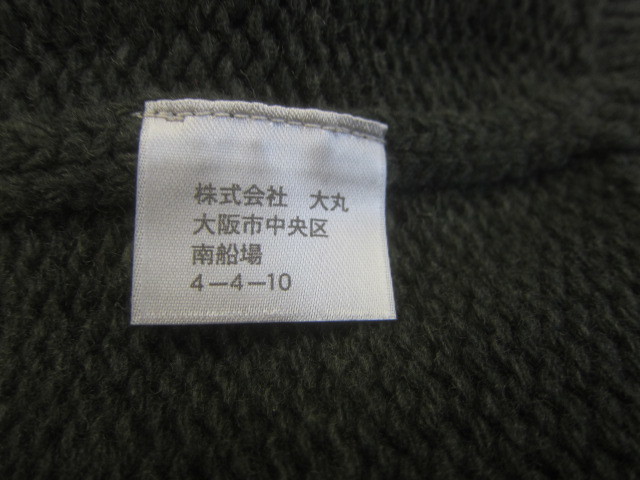 株式会社 大丸
大阪市中央区
南船場
4-4-10